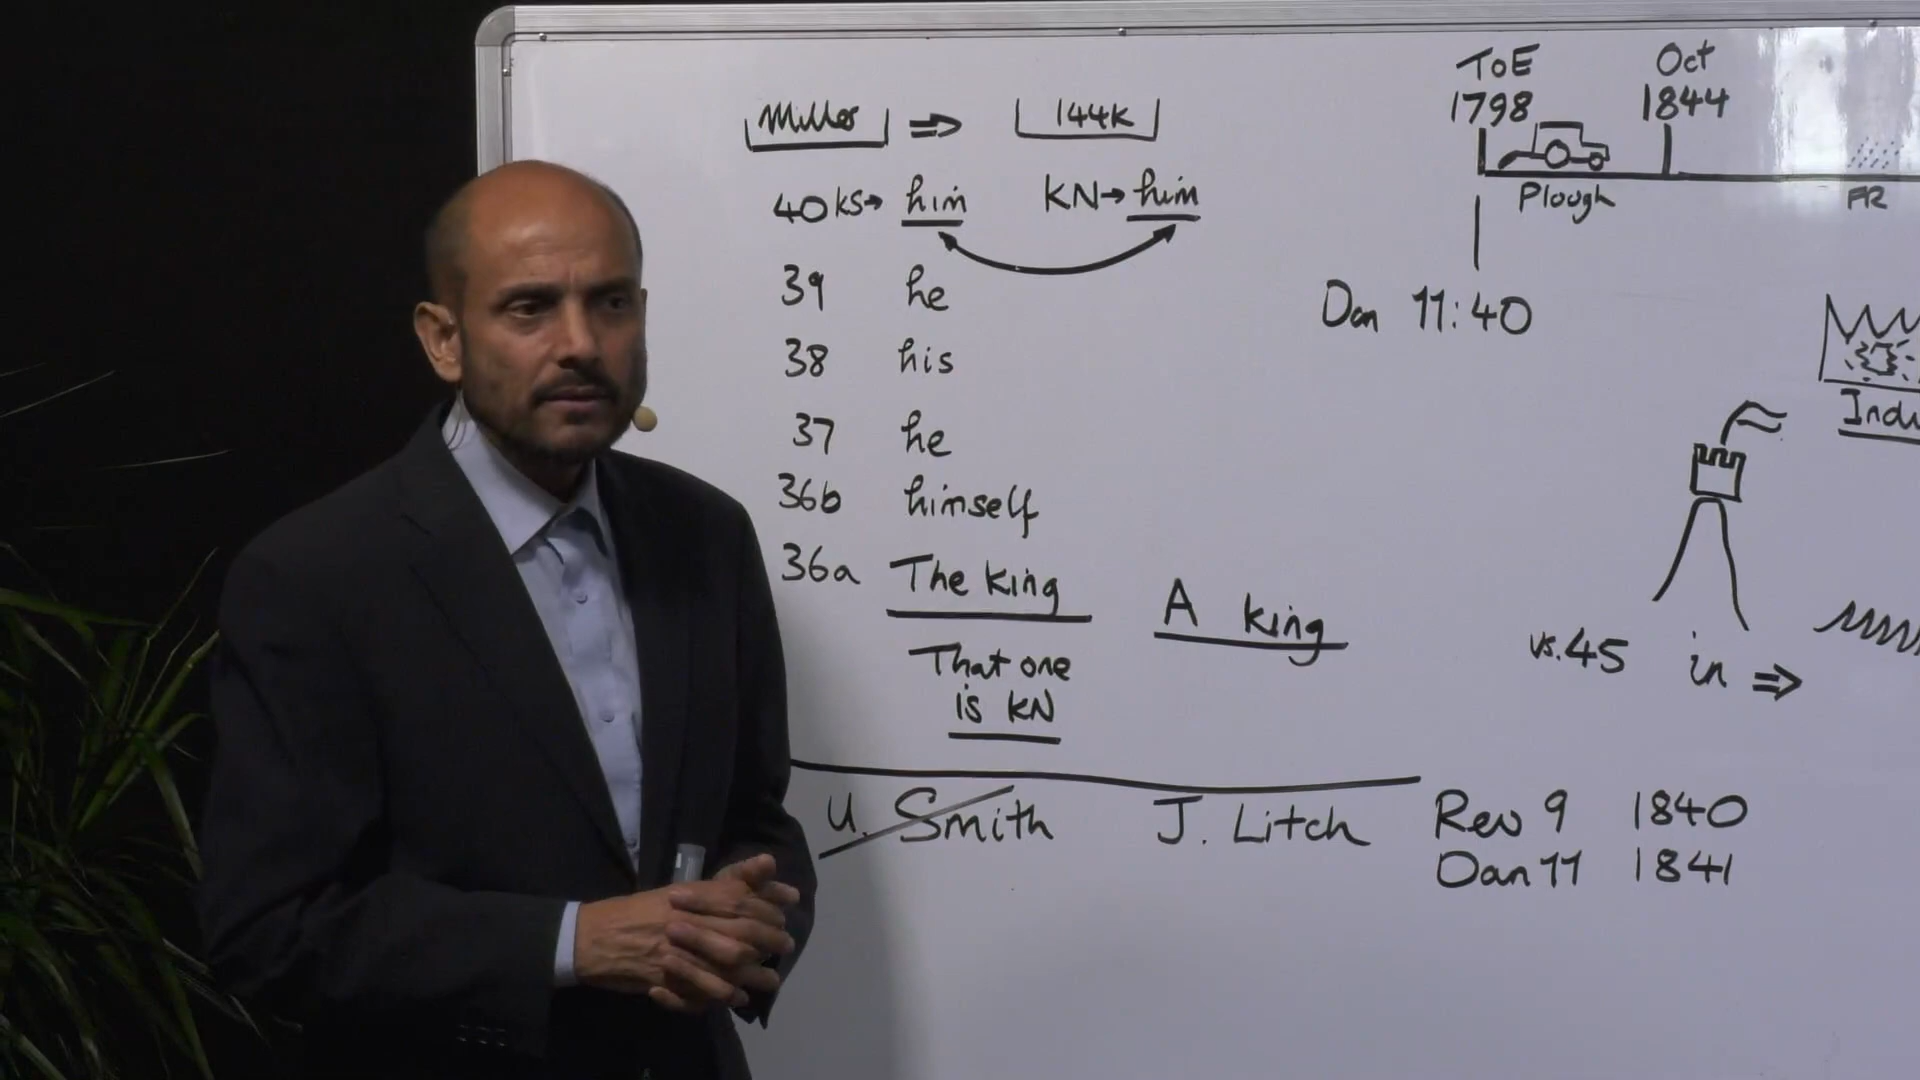 Miller ⇒ 144K
40 KS→ him KN→ him
39 he
38 his
37 he
36b himself
36a The King A king
That one
is KN
U. Smith J. Litch
Rev 9 1840
Dan 11 1841
ToE Oct
1798 1844
Plough
Dan 11:40
vs. 45 in ⇒